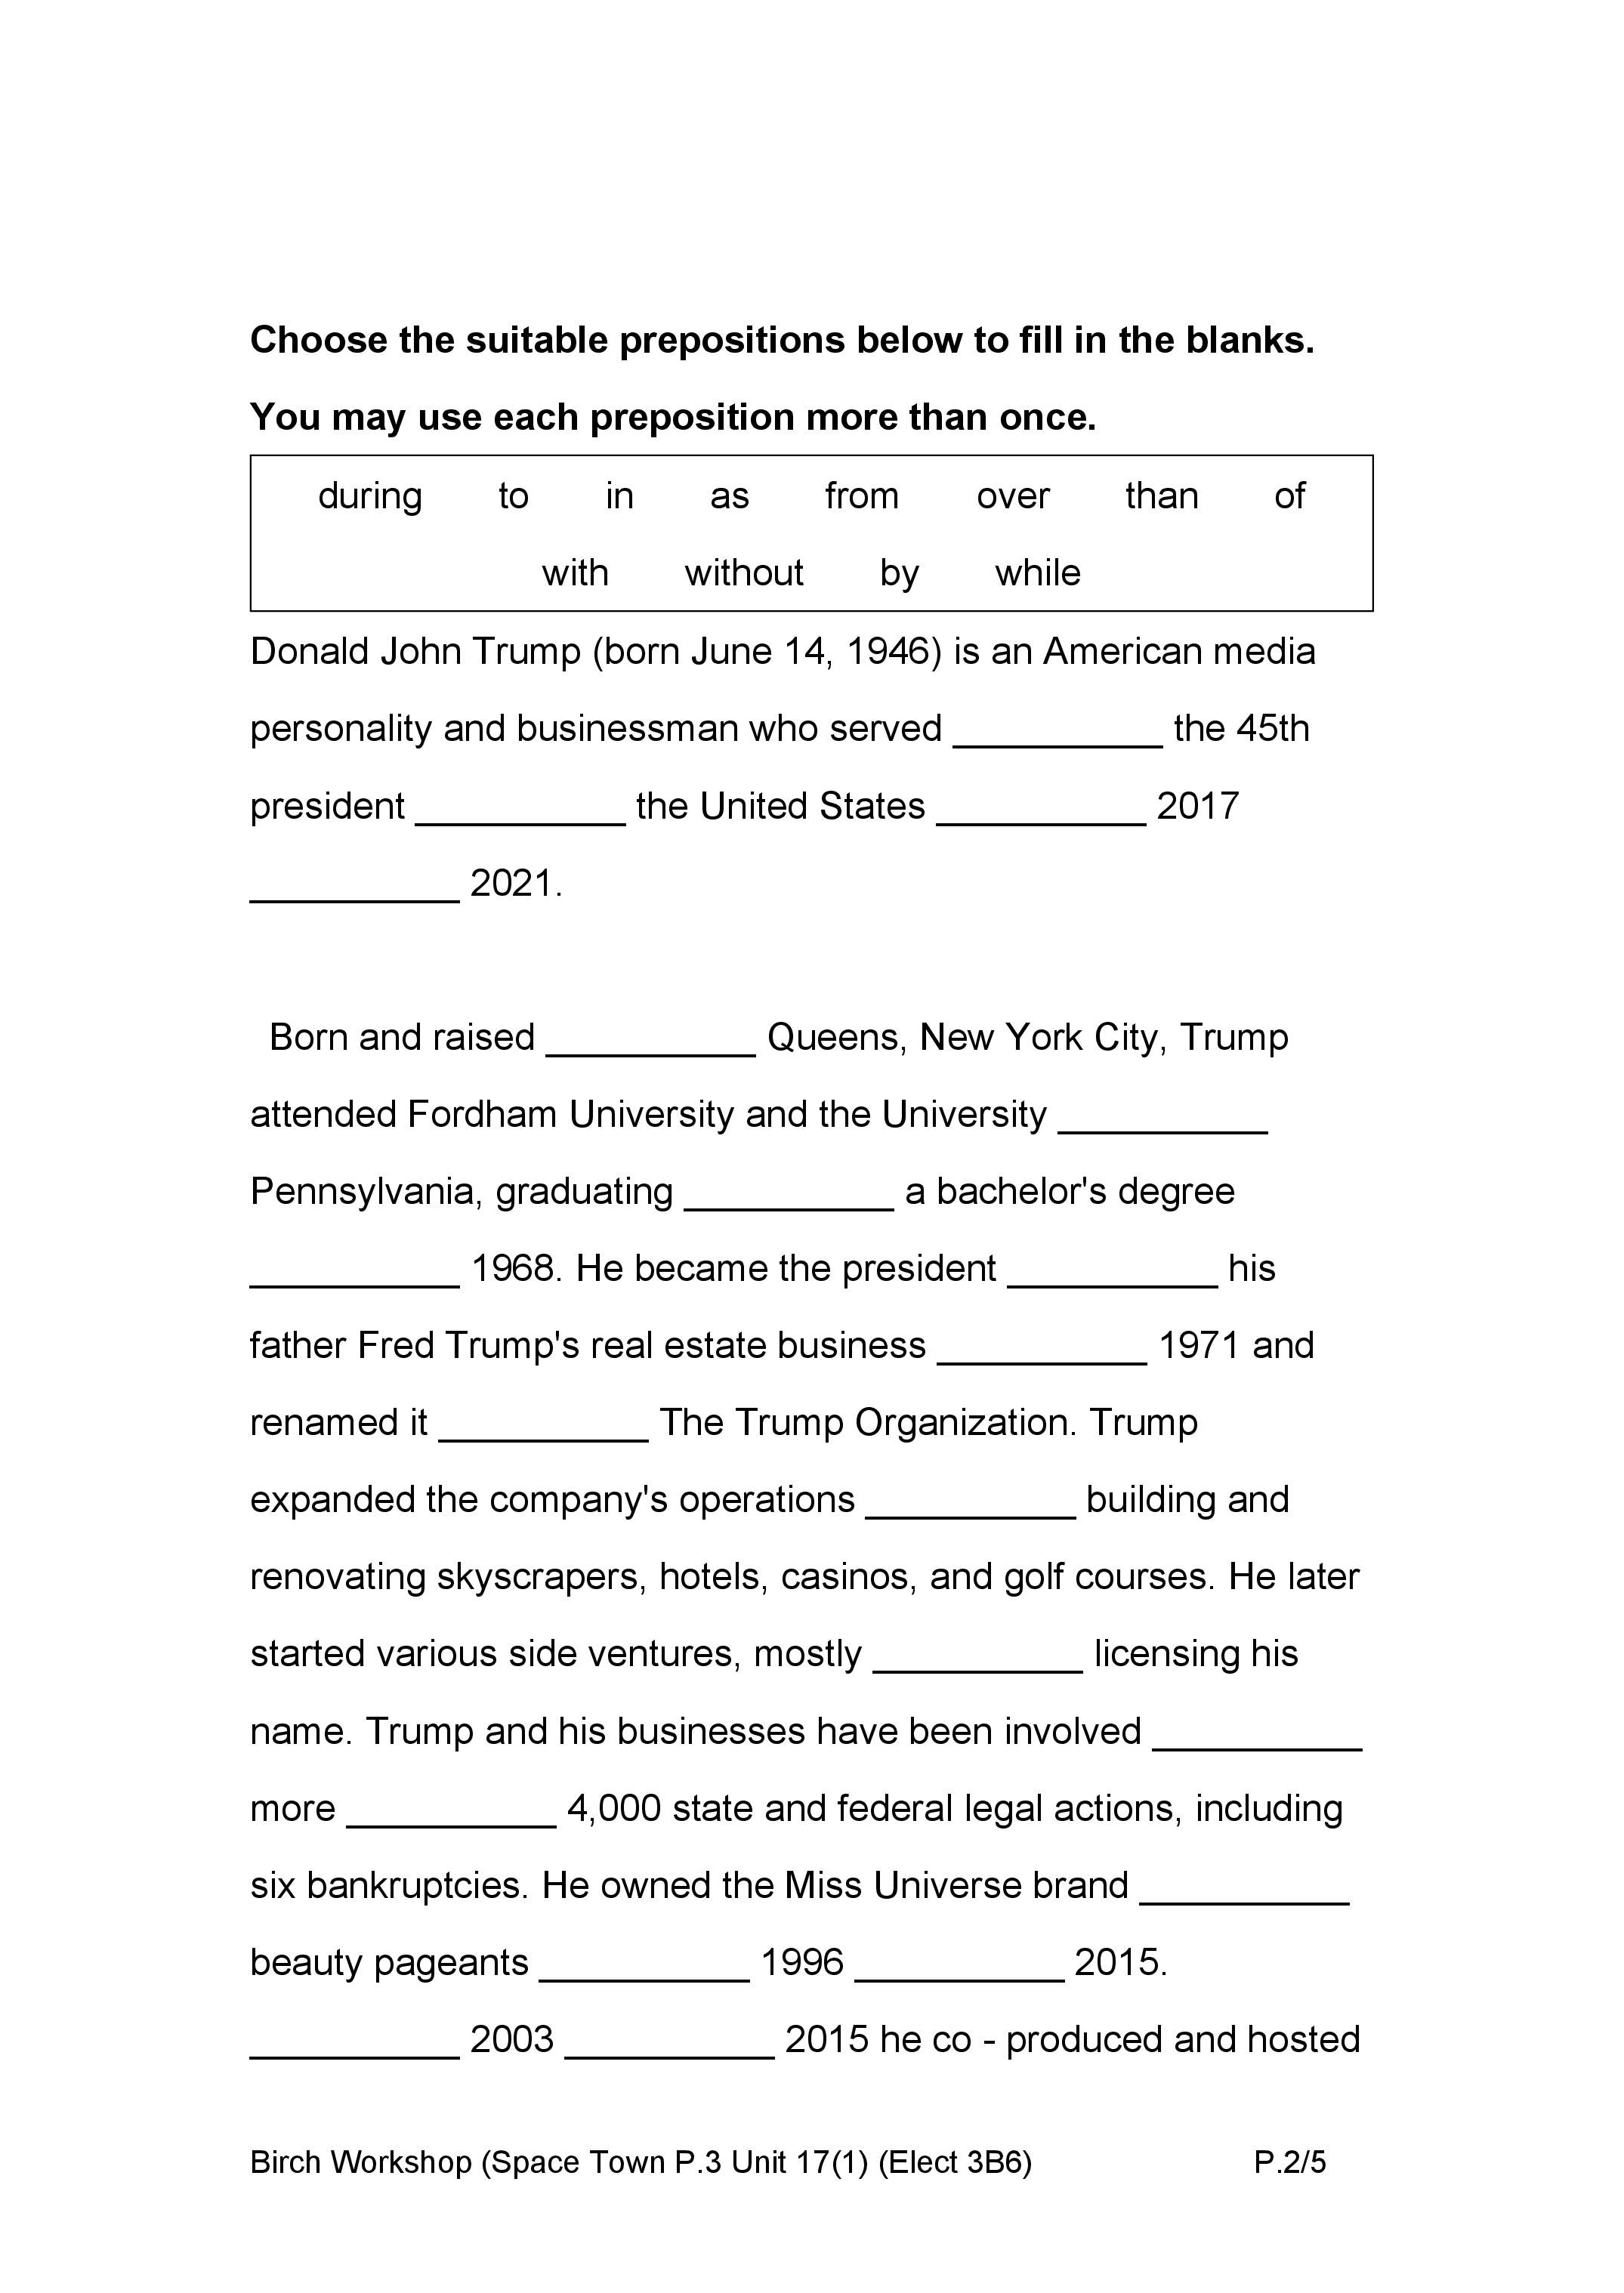 Choose the suitable prepositions below to fill in the blanks.
You may use each preposition more than once.
during to in as from over than of
with without by while
Donald John Trump (born June 14, 1946) is an American media
personality and businessman who served __________ the 45th
president __________ the United States __________ 2017
__________ 2021.
Born and raised __________ Queens, New York City, Trump
attended Fordham University and the University __________
Pennsylvania, graduating __________ a bachelor's degree
__________ 1968. He became the president __________ his
father Fred Trump's real estate business __________ 1971 and
renamed it __________ The Trump Organization. Trump
expanded the company's operations __________ building and
renovating skyscrapers, hotels, casinos, and golf courses. He later
started various side ventures, mostly __________ licensing his
name. Trump and his businesses have been involved __________
more __________ 4,000 state and federal legal actions, including
six bankruptcies. He owned the Miss Universe brand __________
beauty pageants __________ 1996 __________ 2015.
__________ 2003 __________ 2015 he co - produced and hosted
Birch Workshop (Space Town P.3 Unit 17(1) (Elect 3B6) P.2/5